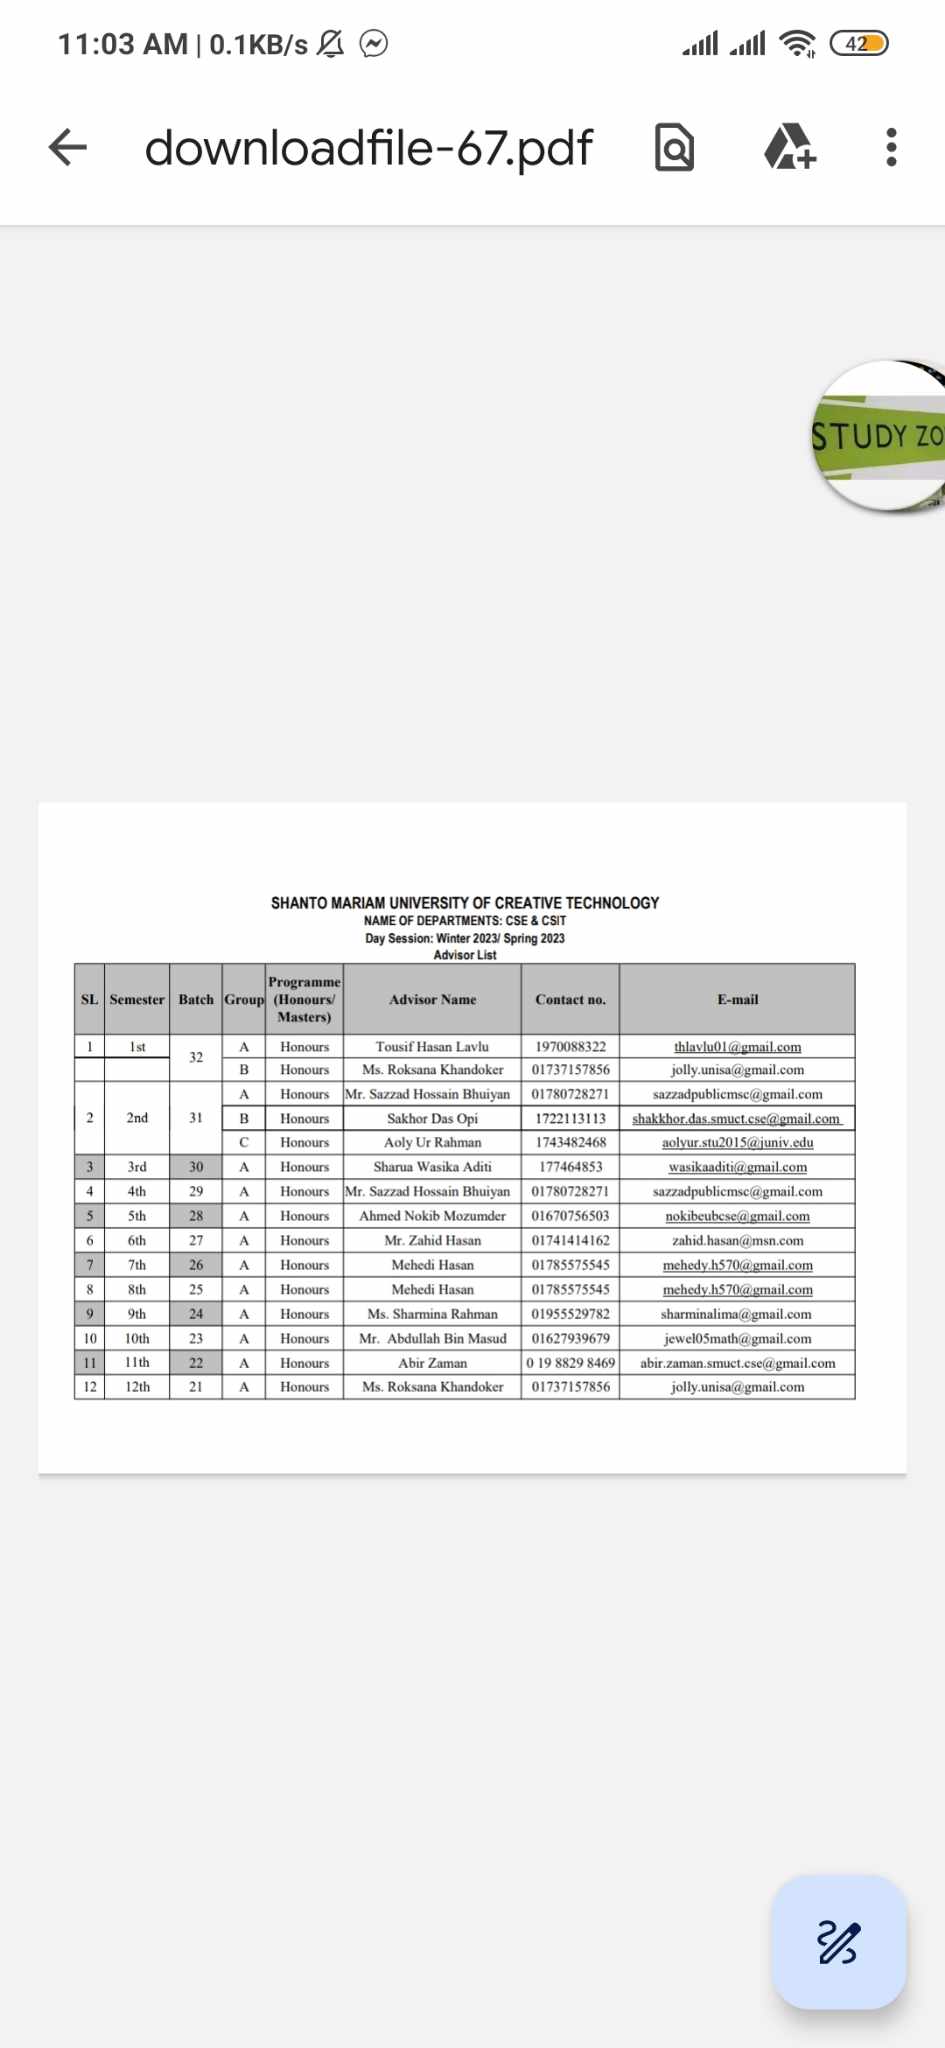 11:03 AM | 0.1KB/s
42
downloadfile-67.pdf
STUDY ZO
SHANTO MARIAM UNIVERSITY OF CREATIVE TECHNOLOGY
NAME OF DEPARTMENTS: CSE & CSIT
Day Session: Winter 2023/ Spring 2023
Advisor List
SL Semester Batch Group Programme (Honours/ Masters) Advisor Name Contact no. E-mail
1 1st 32 A Honours Tousif Hasan Lavlu 1970088322 thlavlu01@gmail.com
B Honours Ms. Roksana Khandoker 01737157856 jolly.unisa@gmail.com
A Honours Mr. Sazzad Hossain Bhuiyan 01780728271 sazzadpublicmsc@gmail.com
2 2nd 31 B Honours Sakhor Das Opi 1722113113 shakkhor.das.smuct.cse@gmail.com
C Honours Aoly Ur Rahman 1743482468 aolyur.stu2015@juniv.edu
3 3rd 30 A Honours Sharua Wasika Aditi 177464853 wasikaaditi@gmail.com
4 4th 29 A Honours Mr. Sazzad Hossain Bhuiyan 01780728271 sazzadpublicmsc@gmail.com
5 5th 28 A Honours Ahmed Nokib Mozumder 01670756503 nokibeubcse@gmail.com
6 6th 27 A Honours Mr. Zahid Hasan 01741414162 zahid.hasan@msn.com
7 7th 26 A Honours Mehedi Hasan 01785575545 mehedy.h570@gmail.com
8 8th 25 A Honours Mehedi Hasan 01785575545 mehedy.h570@gmail.com
9 9th 24 A Honours Ms. Sharmina Rahman 01955529782 sharminalima@gmail.com
10 10th 23 A Honours Mr. Abdullah Bin Masud 01627939679 jewel05math@gmail.com
11 11th 22 A Honours Abir Zaman 0 19 8829 8469 abir.zaman.smuct.cse@gmail.com
12 12th 21 A Honours Ms. Roksana Khandoker 01737157856 jolly.unisa@gmail.com